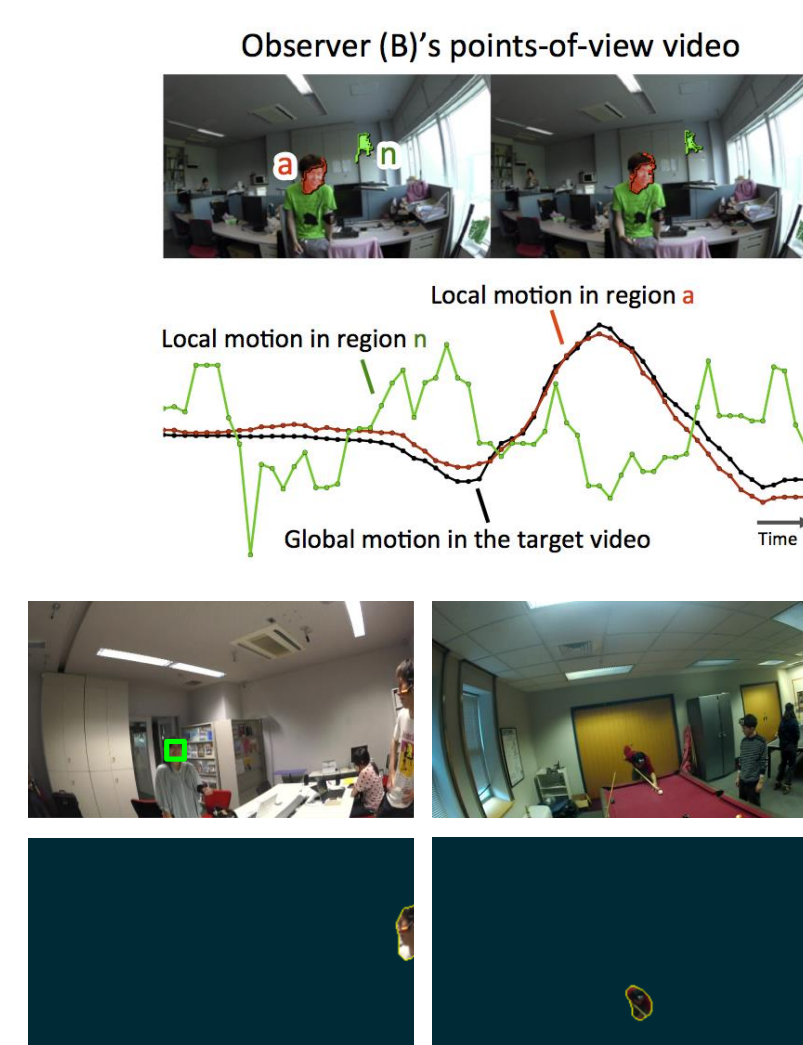 Observer (B)'s points-of-view video
a
n
Local motion in region a
Local motion in region n
Global motion in the target video
Time